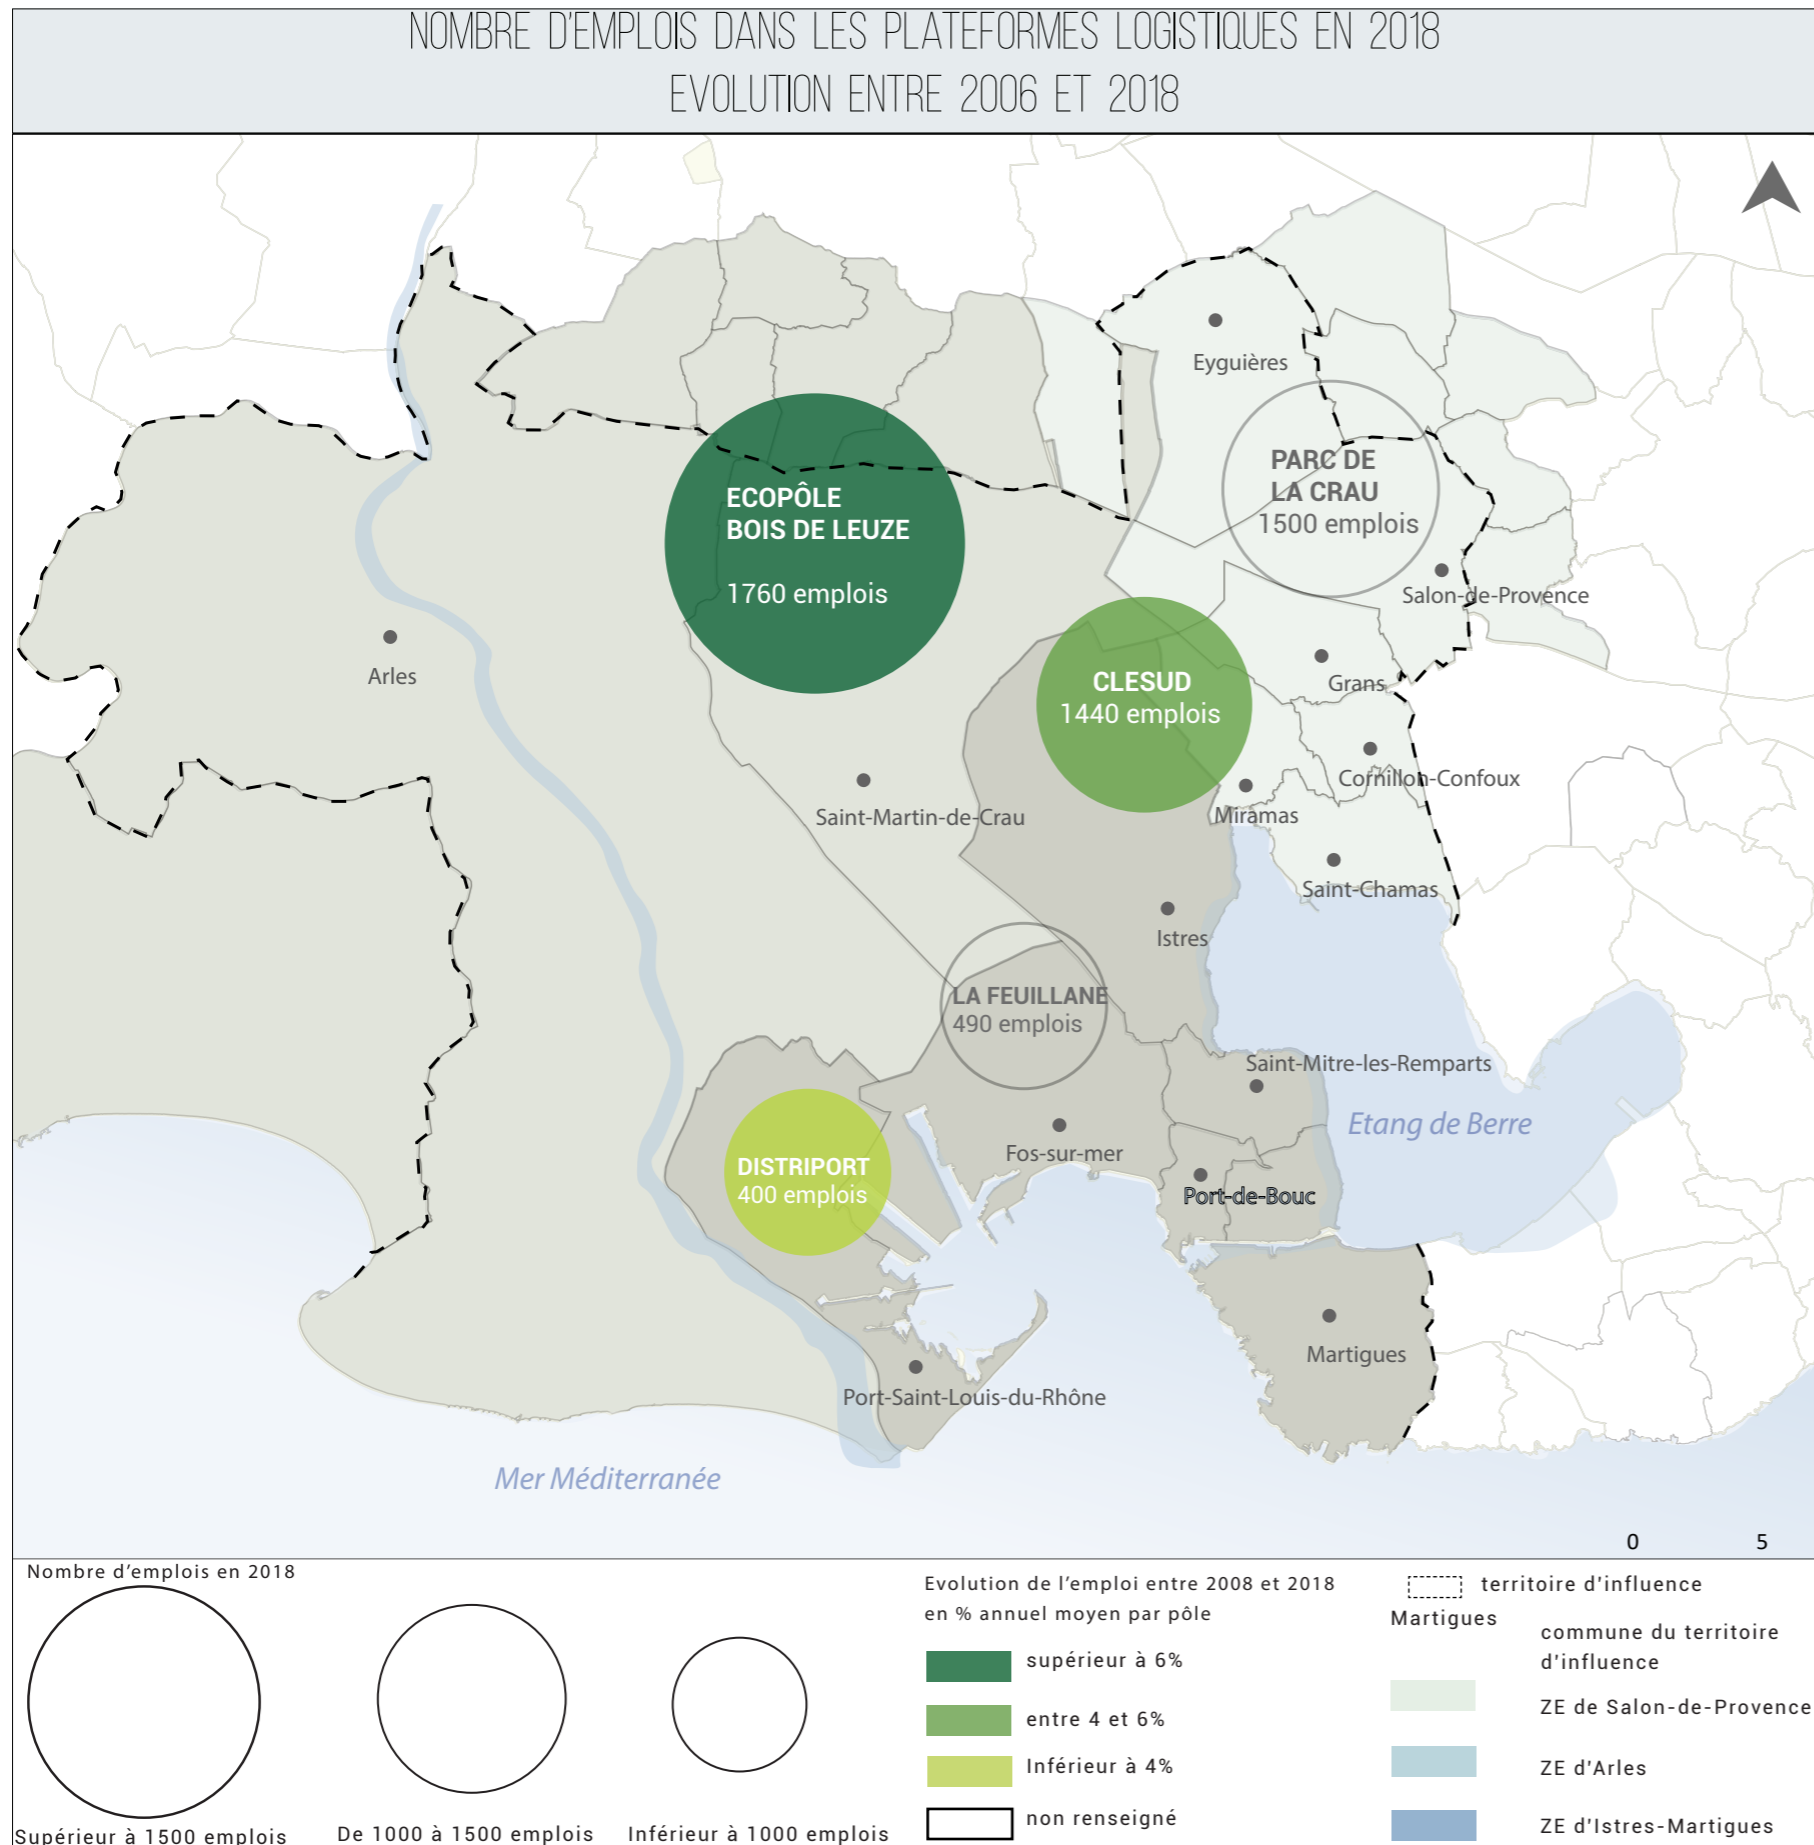 NOMBRE D'EMPLOIS DANS LES PLATEFORMES LOGISTIQUES EN 2018
EVOLUTION ENTRE 2006 ET 2018
Eyguières
PARC DE
LA CRAU
1500 emplois
ECOPÔLE
BOIS DE LEUZE
1760 emplois
Salon-de-Provence
Arles
CLESUD
1440 emplois
Grans
Cornillon-Confoux
Miramas
Saint-Martin-de-Crau
Saint-Chamas
Istres
LA FEUILLANE
490 emplois
Saint-Mitre-les-Remparts
Etang de Berre
Fos-sur-mer
DISTRIPORT
400 emplois
Port-de-Bouc
Martigues
Port-Saint-Louis-du-Rhône
Mer Méditerranée
0 5
Nombre d'emplois en 2018
Supérieur à 1500 emplois
De 1000 à 1500 emplois
Inférieur à 1000 emplois
Evolution de l'emploi entre 2008 et 2018
en % annuel moyen par pôle
supérieur à 6%
entre 4 et 6%
Inférieur à 4%
non renseigné
territoire d'influence
Martigues
commune du territoire
d'influence
ZE de Salon-de-Provence
ZE d'Arles
ZE d'Istres-Martigues